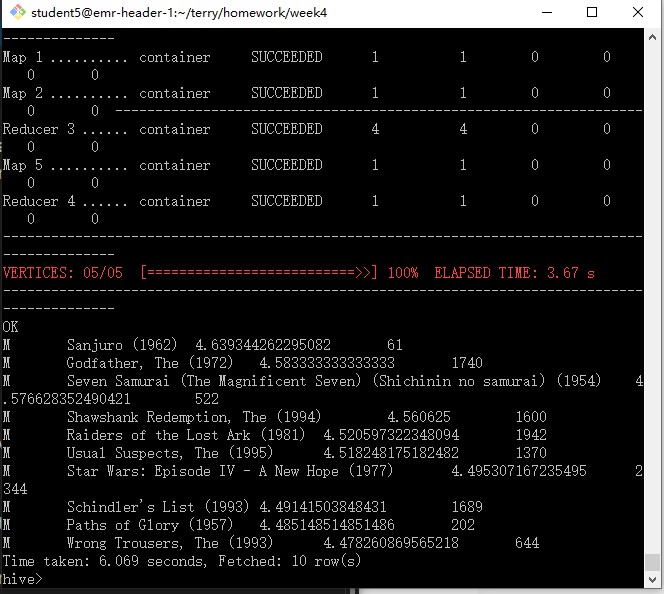 student5@emr-header-1:~/terry/homework/week4
--------------
Map 1 .......... container     SUCCEEDED      1          1        0        0
   0       0
Map 2 .......... container     SUCCEEDED      1          1        0        0
   0       0  ------------------------------------------------------------------
Reducer 3 ...... container     SUCCEEDED      4          4        0        0
   0       0
Map 5 .......... container     SUCCEEDED      1          1        0        0
   0       0
Reducer 4 ...... container     SUCCEEDED      1          1        0        0
   0       0
--------------------------------------------------------------------------------
--------------
VERTICES: 05/05  [==========================>>] 100%  ELAPSED TIME: 3.67 s
--------------------------------------------------------------------------------
--------------
OK
M       Sanjuro (1962)  4.639344262295082       61
M       Godfather, The (1972)   4.583333333333333       1740
M       Seven Samurai (The Magnificent Seven) (Shichinin no samurai) (1954)    4
.576628352490421        522
M       Shawshank Redemption, The (1994)        4.560625        1600
M       Raiders of the Lost Ark (1981)  4.520597322348094       1942
M       Usual Suspects, The (1995)      4.518248175182482       1370
M       Star Wars: Episode IV - A New Hope (1977)       4.495307167235495      2
344
M       Schindler's List (1993) 4.49141503848431        1689
M       Paths of Glory (1957)   4.485148514851486       202
M       Wrong Trousers, The (1993)      4.478260869565218       644
Time taken: 6.069 seconds, Fetched: 10 row(s)
hive>